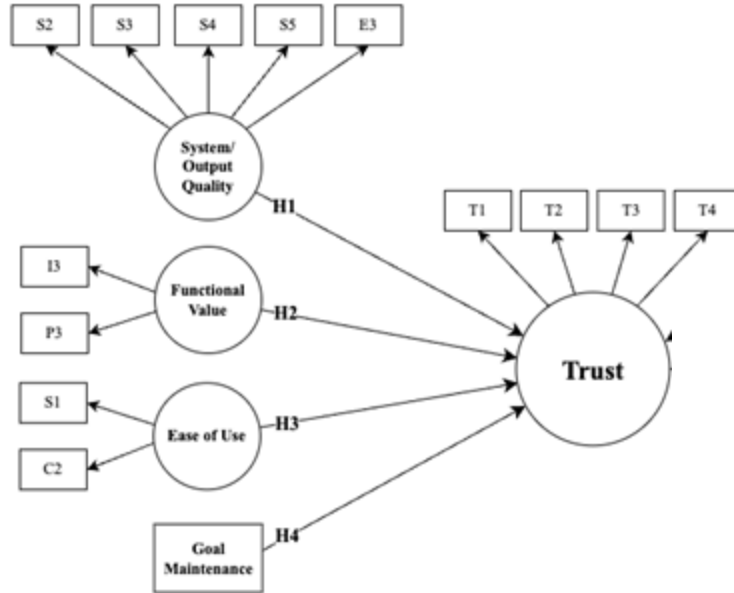 S2 S3 S4 S5 E3
System/
Output
Quality
H1
T1 T2 T3 T4
I3
Functional
Value
H2
P3
Trust
S1
Ease of Use
H3
C2
H4
Goal
Maintenance